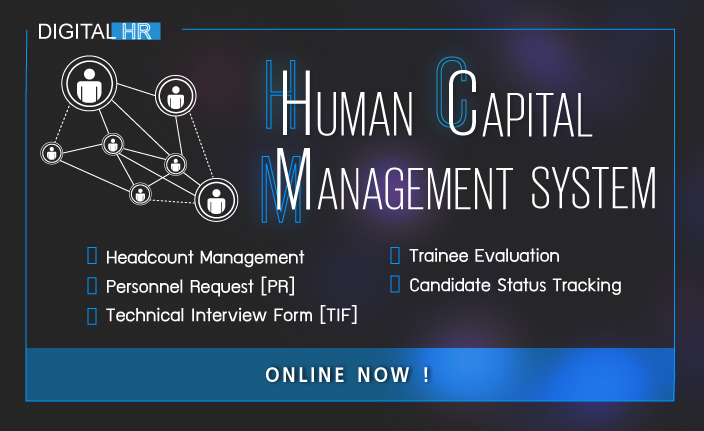 DIGITAL HR
HUMAN CAPITAL
MANAGEMENT SYSTEM
Headcount Management
Personnel Request [PR]
Technical Interview Form [TIF]
Trainee Evaluation
Candidate Status Tracking
ONLINE NOW !